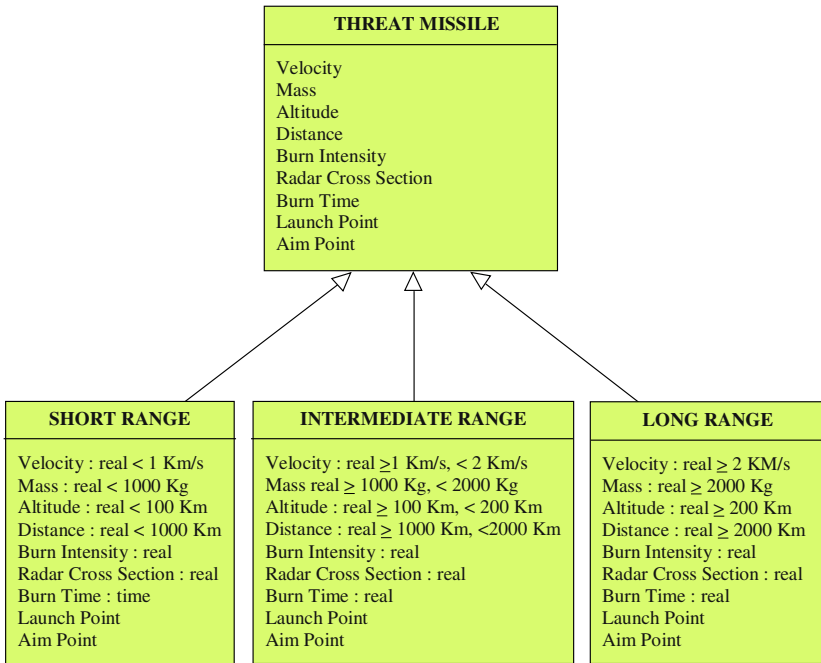 THREAT MISSILE
Velocity
Mass
Altitude
Distance
Burn Intensity
Radar Cross Section
Burn Time
Launch Point
Aim Point
SHORT RANGE
Velocity : real < 1 Km/s
Mass : real < 1000 Kg
Altitude : real < 100 Km
Distance : real < 1000 Km
Burn Intensity : real
Radar Cross Section : real
Burn Time : time
Launch Point
Aim Point
INTERMEDIATE RANGE
Velocity : real ≥1 Km/s, < 2 Km/s
Mass real ≥ 1000 Kg, < 2000 Kg
Altitude : real ≥ 100 Km, < 200 Km
Distance : real ≥ 1000 Km, <2000 Km
Burn Intensity : real
Radar Cross Section : real
Burn Time : real
Launch Point
Aim Point
LONG RANGE
Velocity : real ≥ 2 KM/s
Mass : real ≥ 2000 Kg
Altitude : real ≥ 200 Km
Distance : real ≥ 2000 Km
Burn Intensity : real
Radar Cross Section : real
Burn Time : real
Launch Point
Aim Point